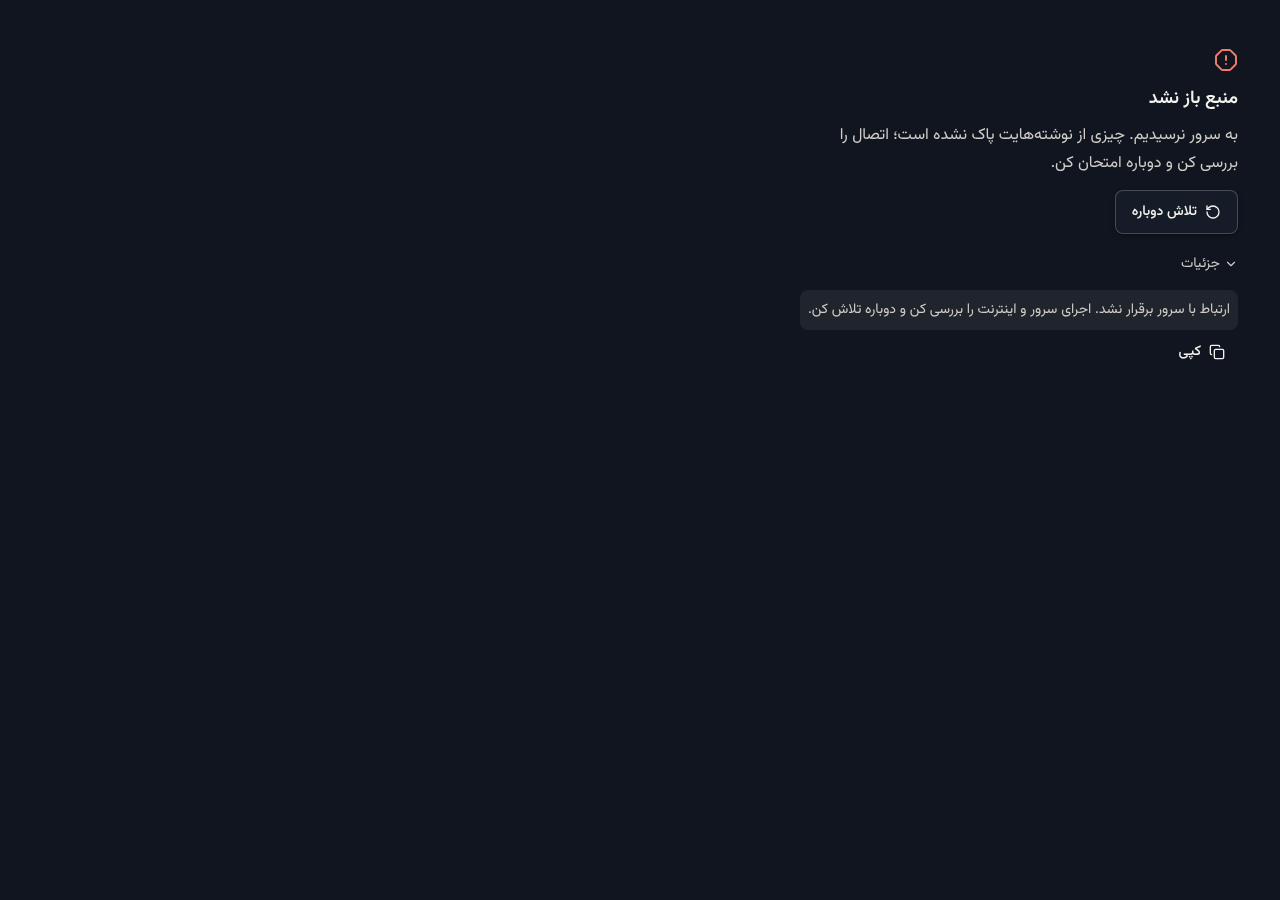 منبع باز نشد
به سرور نرسیدیم. چیزی از نوشته‌هایت پاک نشده است؛ اتصال را
بررسی کن و دوباره امتحان کن.
تلاش دوباره
جزئیات
ارتباط با سرور برقرار نشد. اجرای سرور و اینترنت را بررسی کن و دوباره تلاش کن.
کپی